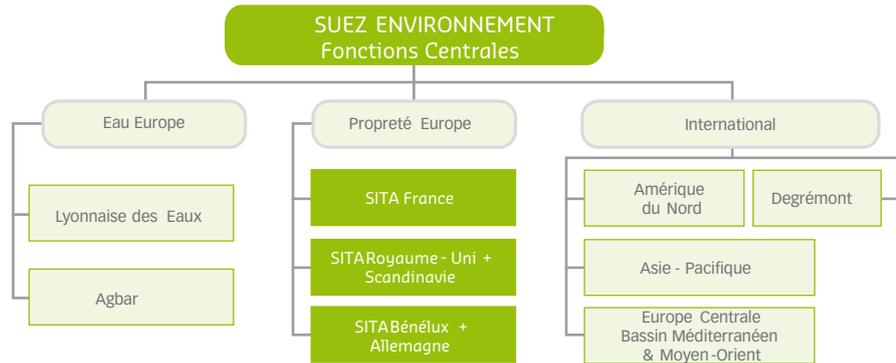 SUEZ ENVIRONNEMENT
Fonctions Centrales
Eau Europe
Propreté Europe
International
Lyonnaise des Eaux
Agbar
SITA France
SITA Royaume - Uni +
Scandinavie
SITA Bénélux +
Allemagne
Amérique
du Nord
Degrémont
Asie - Pacifique
Europe Centrale
Bassin Méditerranéen
& Moyen-Orient